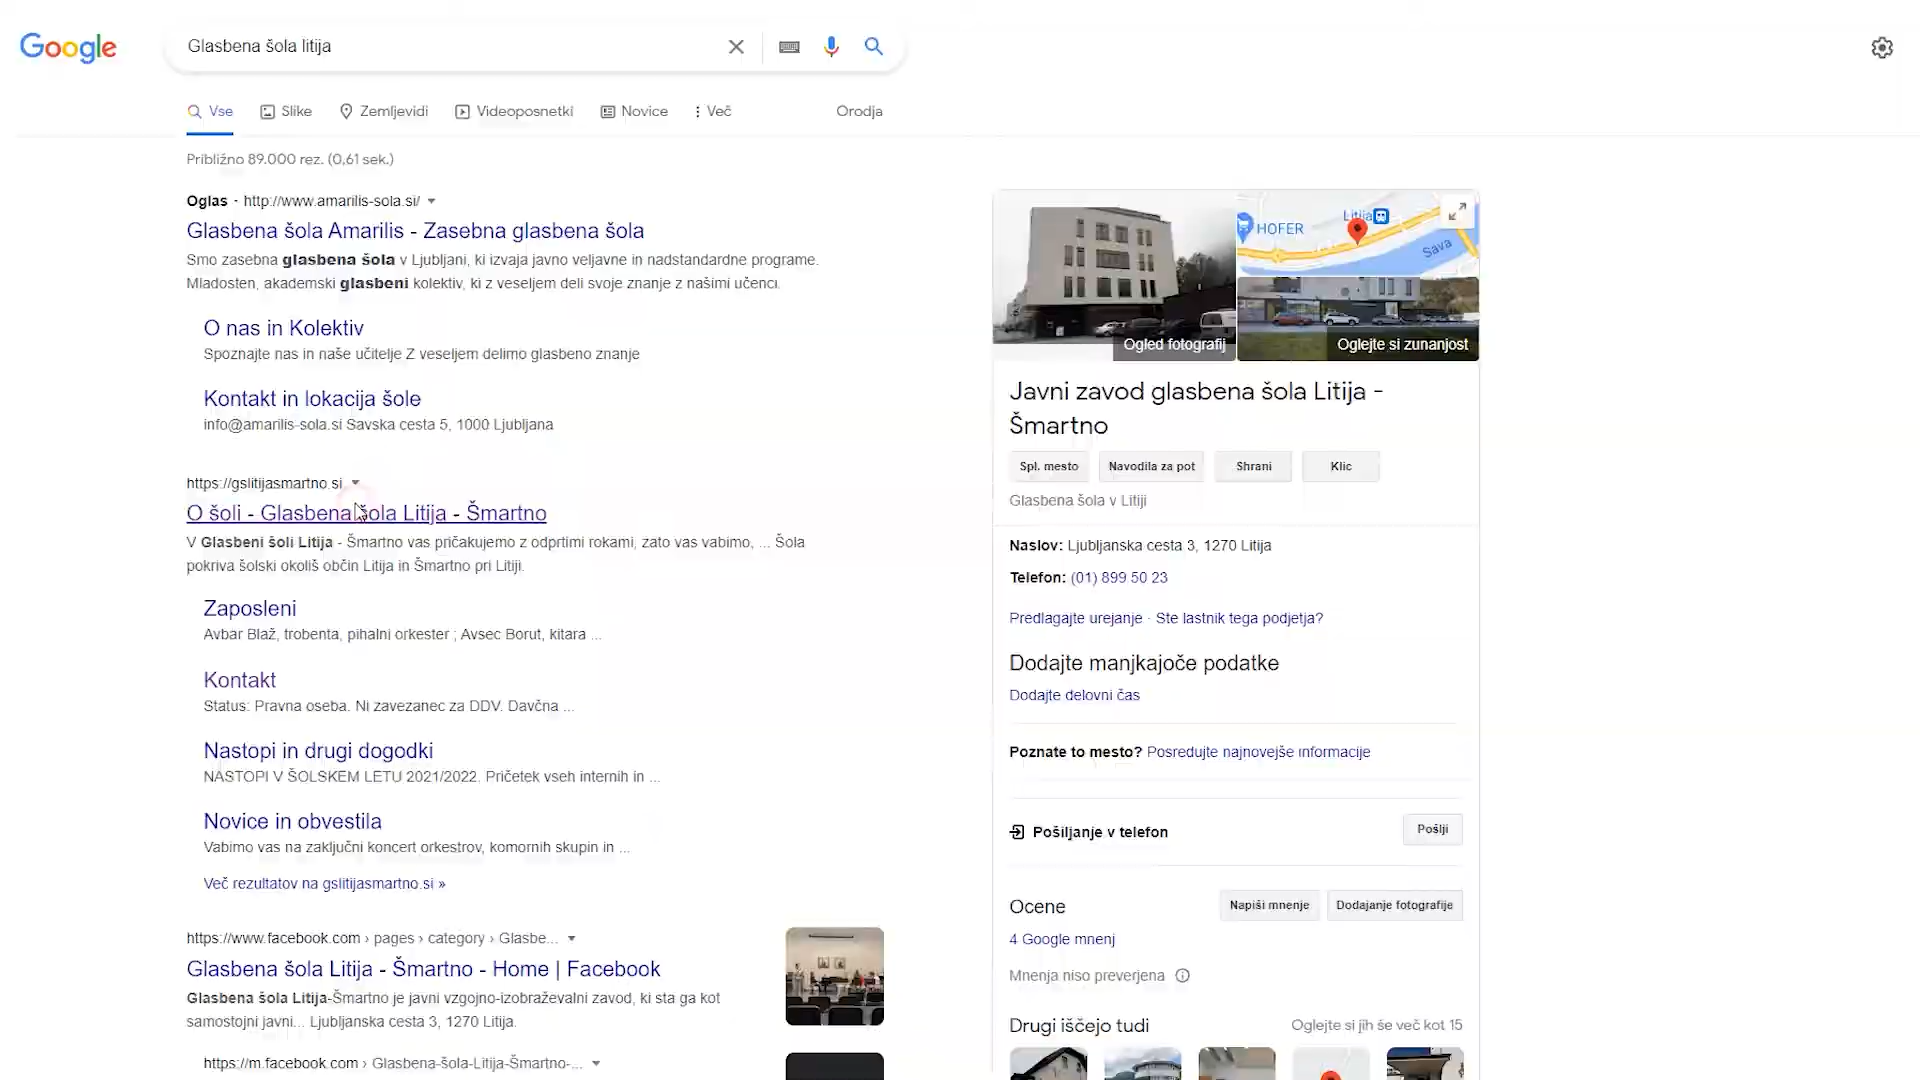 Google
Glasbena šola litija
Vse
Slike
Zemljevidi
Videoposnetki
Novice
Več
Orodja
Približno 89.000 rez. (0,61 sek.)
Oglas · http://www.amarilis-sola.si/
Glasbena šola Amarilis - Zasebna glasbena šola
Smo zasebna glasbena šola v Ljubljani, ki izvaja javno veljavne in nadstandardne programe.
Mladosten, akademski glasbeni kolektiv, ki z veseljem deli svoje znanje z našimi učenci.
O nas in Kolektiv
Spoznajte nas in naše učitelje Z veseljem delimo glasbeno znanje
Kontakt in lokacija šole
info@amarilis-sola.si Savska cesta 5, 1000 Ljubljana
https://gslitijasmartno.si
O šoli - Glasbena šola Litija - Šmartno
V Glasbeni šoli Litija - Šmartno vas pričakujemo z odprtimi rokami, zato vas vabimo, ... Šola
pokriva šolski okoliš občin Litija in Šmartno pri Litiji.
Zaposleni
Avbar Blaž, trobenta, pihalni orkester ; Avsec Borut, kitara ...
Kontakt
Status: Pravna oseba. Ni zavezanec za DDV. Davčna ...
Nastopi in drugi dogodki
NASTOPI V ŠOLSKEM LETU 2021/2022. Pričetek vseh internih in ...
Novice in obvestila
Vabimo vas na zaključni koncert orkestrov, komornih skupin in ...
Več rezultatov na gslitijasmartno.si »
https://www.facebook.com › pages › category › Glasbe...
Glasbena šola Litija - Šmartno - Home | Facebook
Glasbena šola Litija-Šmartno je javni vzgojno-izobraževalni zavod, ki sta ga kot
samostojni javni... Ljubljanska cesta 3, 1270 Litija.
https://m.facebook.com › Glasbena-šola-Litija-Šmartno-...
HOFER
Litija
Sava
Ogled fotografij
Oglejte si zunanjost
Javni zavod glasbena šola Litija -
Šmartno
Spl. mesto
Navodila za pot
Shrani
Klic
Glasbena šola v Litiji
Naslov: Ljubljanska cesta 3, 1270 Litija
Telefon: (01) 899 50 23
Predlagajte urejanje · Ste lastnik tega podjetja?
Dodajte manjkajoče podatke
Dodajte delovni čas
Poznate to mesto? Posredujte najnovejše informacije
Pošiljanje v telefon
Pošlji
Ocene
Napiši mnenje
Dodajanje fotografije
4 Google mnenj
Mnenja niso preverjena
Drugi iščejo tudi
Oglejte si jih še več kot 15